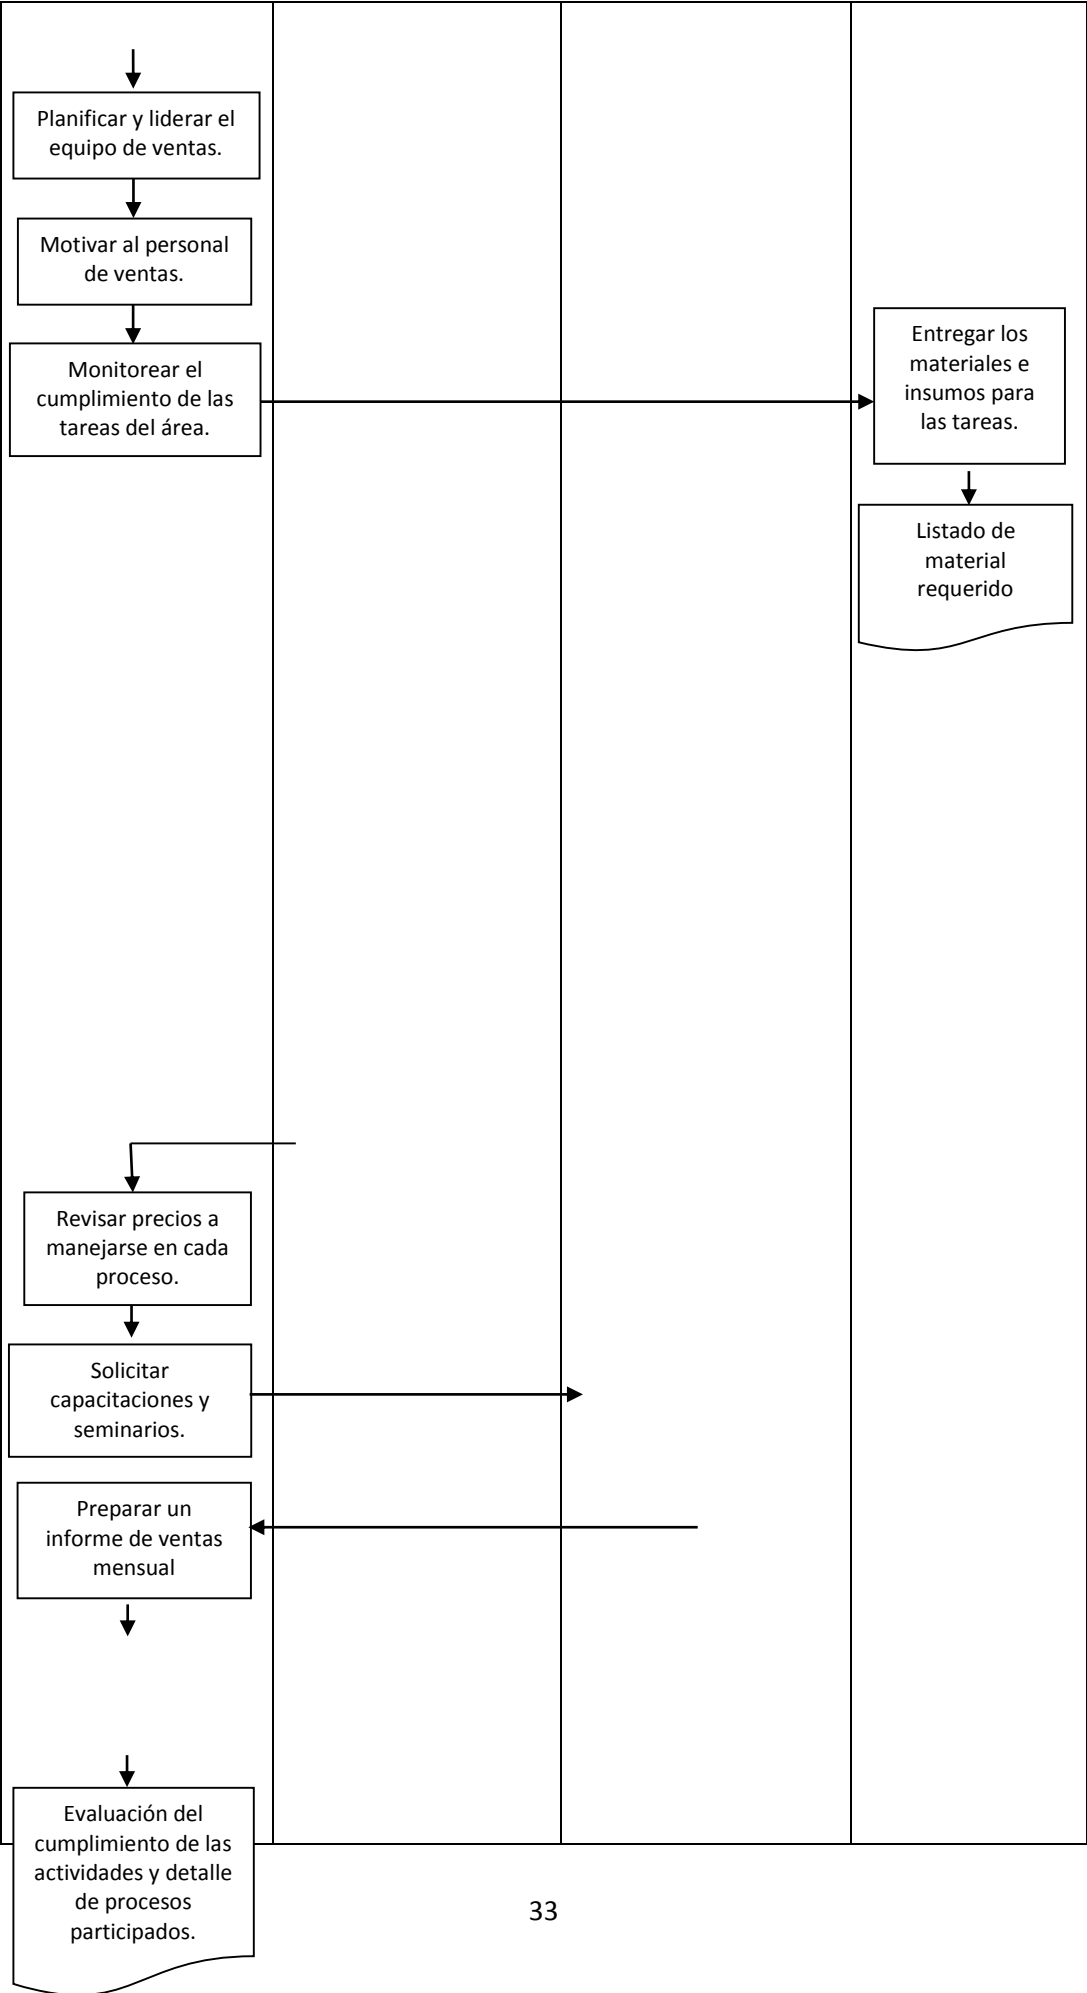 Planificar y liderar el
equipo de ventas.
Motivar al personal
de ventas.
Monitorear el
cumplimiento de las
tareas del área.
Entregar los
materiales e
insumos para
las tareas.
Listado de
material
requerido
Revisar precios a
manejarse en cada
proceso.
Solicitar
capacitaciones y
seminarios.
Preparar un
informe de ventas
mensual
Evaluación del
cumplimiento de las
actividades y detalle
de procesos
participados.
33